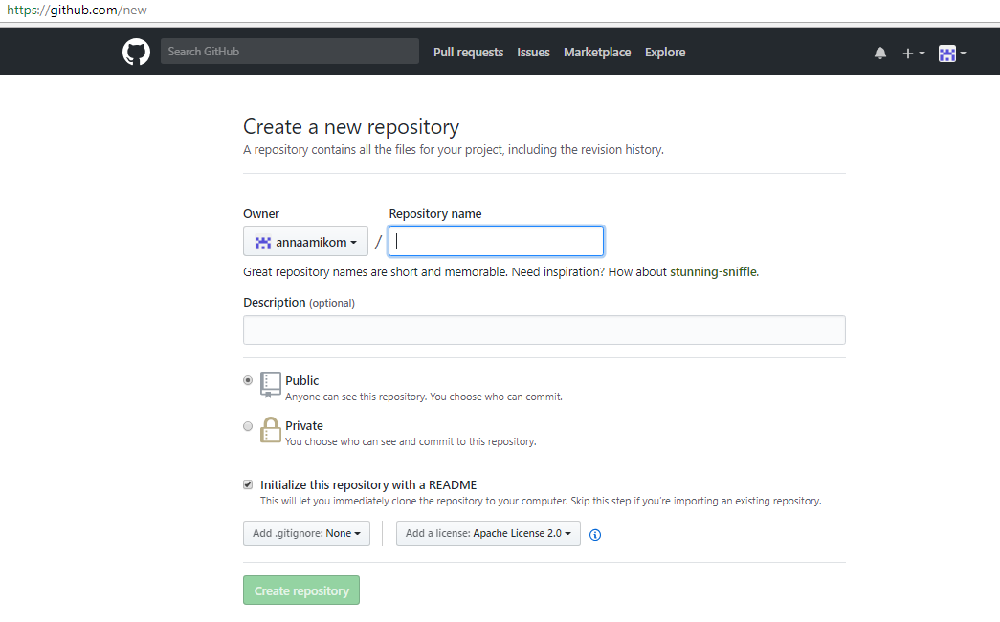 https://github.com/new
Search GitHub Pull requests Issues Marketplace Explore
Create a new repository
A repository contains all the files for your project, including the revision history.
Owner Repository name
annaamikom /
Great repository names are short and memorable. Need inspiration? How about stunning-sniffle.
Description (optional)
Public
Anyone can see this repository. You choose who can commit.
Private
You choose who can see and commit to this repository.
Initialize this repository with a README
This will let you immediately clone the repository to your computer. Skip this step if you're importing an existing repository.
Add .gitignore: None Add a license: Apache License 2.0
Create repository